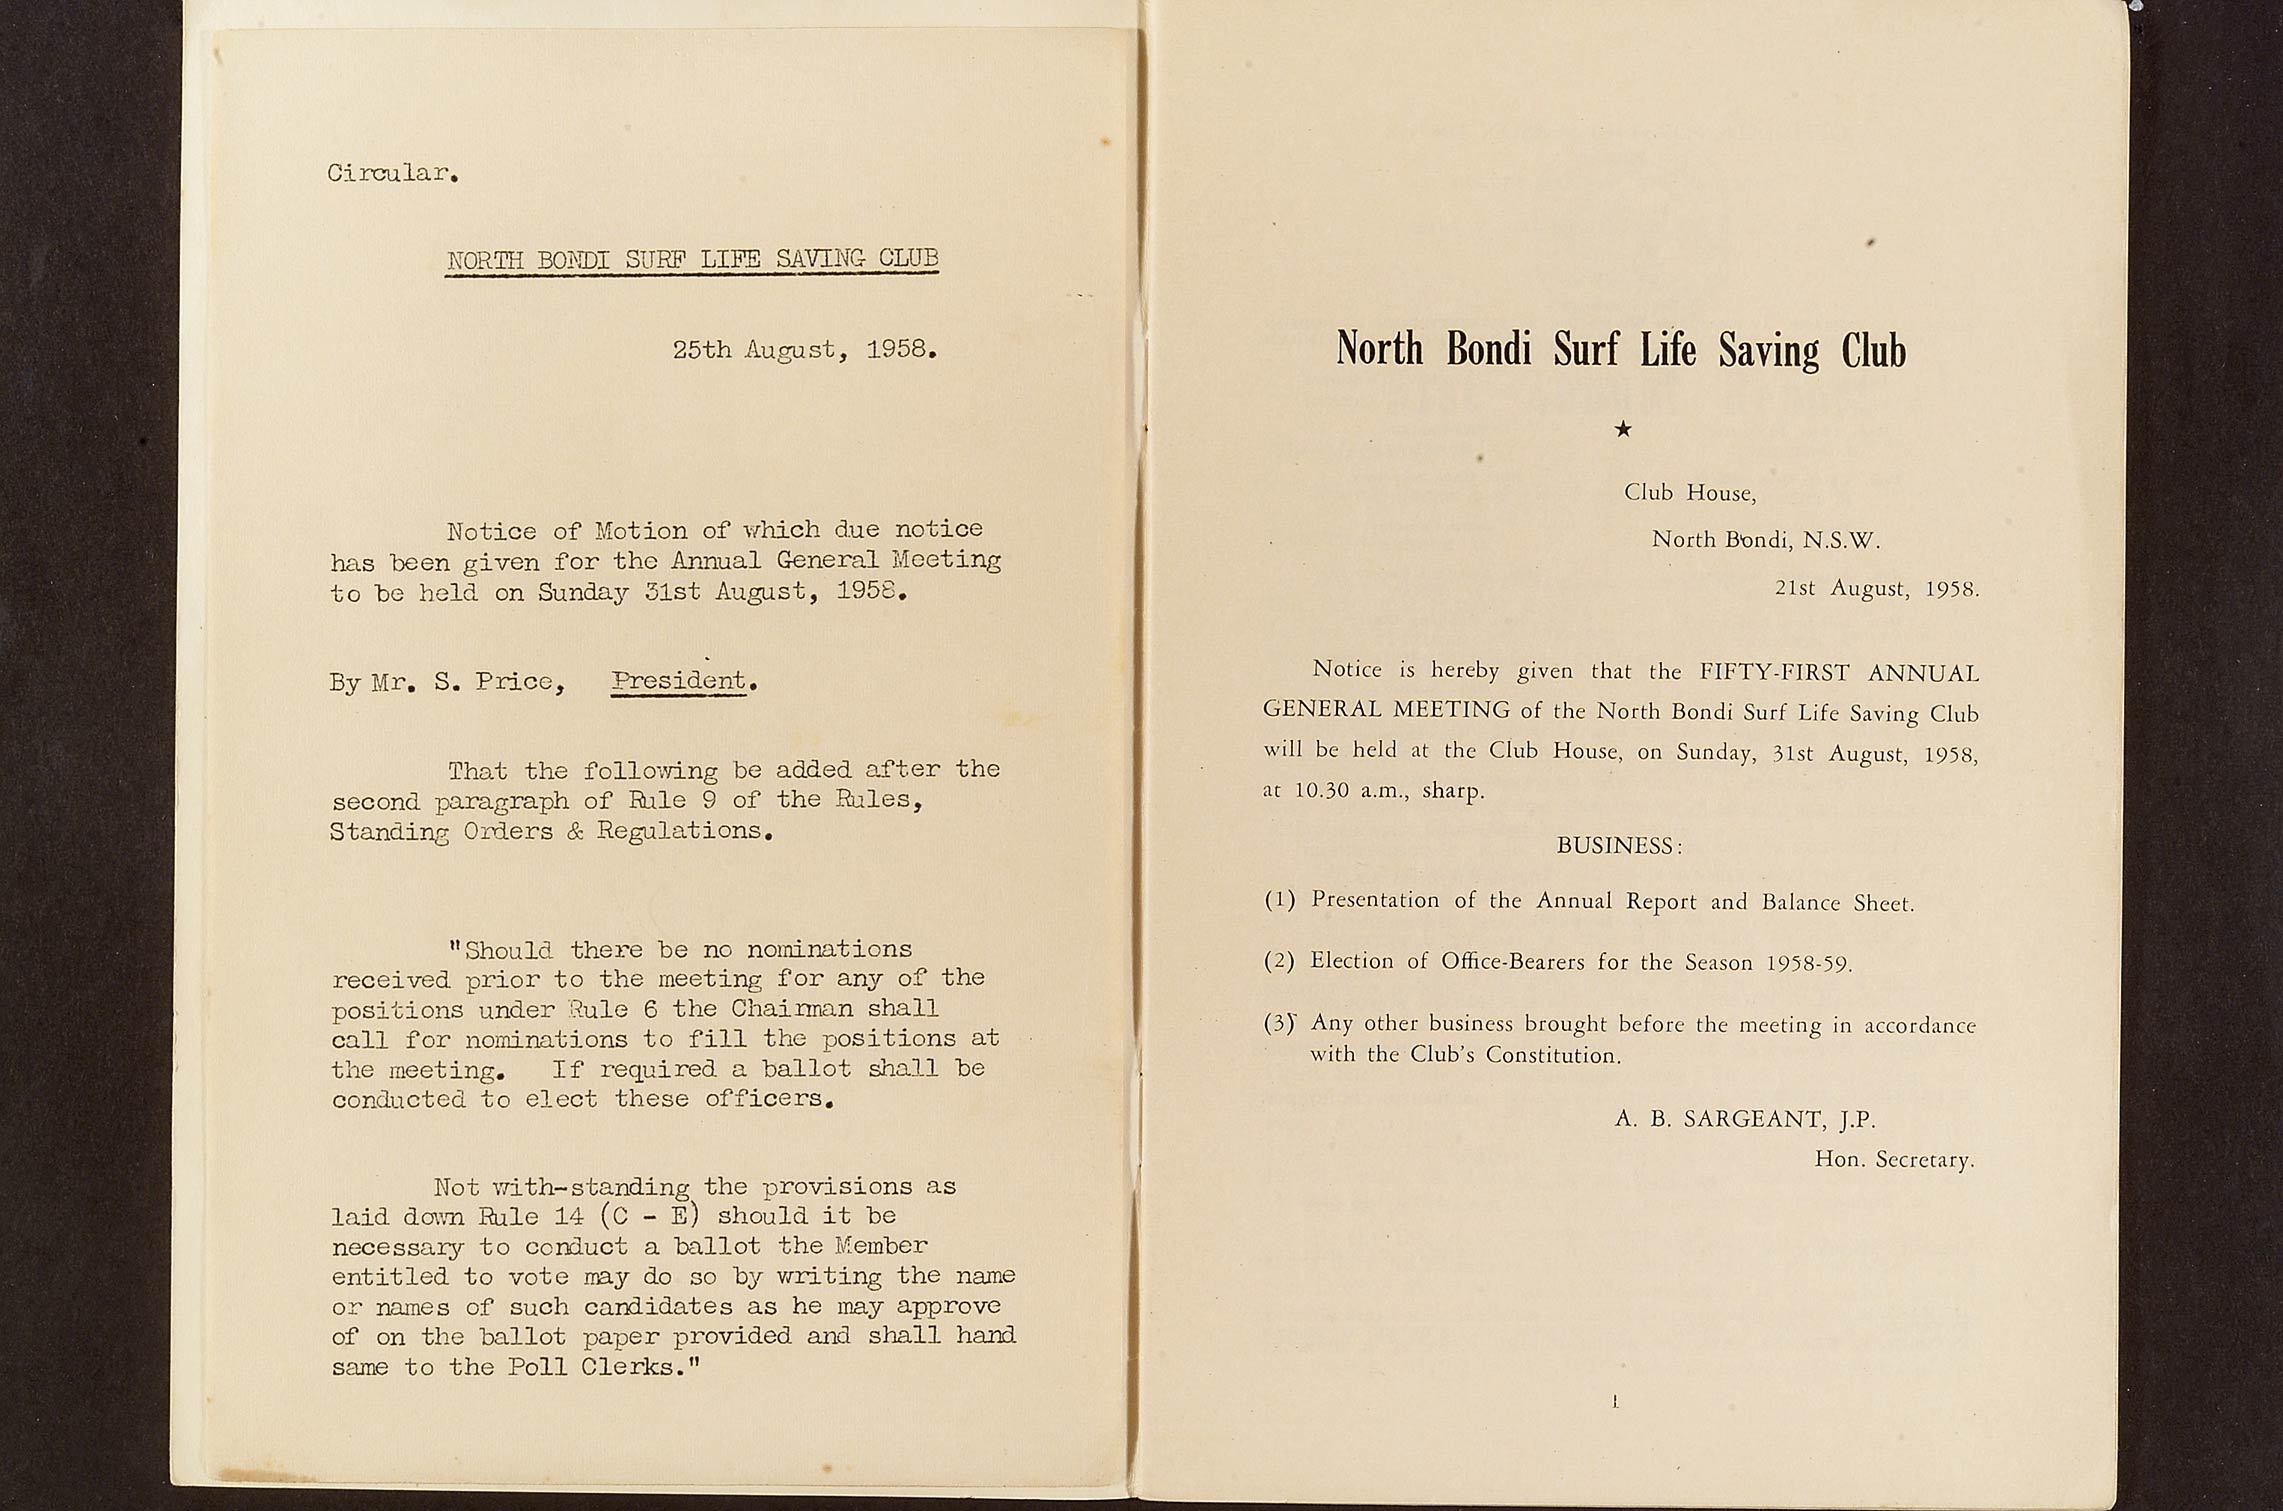 Circular.
NORTH BONDI SURF LIFE SAVING CLUB
25th August, 1958.
Notice of Motion of which due notice
has been given for the Annual General Meeting
to be held on Sunday 31st August, 1958.
By Mr. S. Price, President.
That the following be added after the
second paragraph of Rule 9 of the Rules,
Standing Orders & Regulations.
"Should there be no nominations
received prior to the meeting for any of the
positions under Rule 6 the Chairman shall
call for nominations to fill the positions at
the meeting. If required a ballot shall be
conducted to elect these officers.
Not with-standing the provisions as
laid down Rule 14 (C - E) should it be
necessary to conduct a ballot the Member
entitled to vote may do so by writing the name
or names of such candidates as he may approve
of on the ballot paper provided and shall hand
same to the Poll Clerks."
North Bondi Surf Life Saving Club
★
Club House,
North Bondi, N.S.W.
21st August, 1958.
Notice is hereby given that the FIFTY-FIRST ANNUAL
GENERAL MEETING of the North Bondi Surf Life Saving Club
will be held at the Club House, on Sunday, 31st August, 1958,
at 10.30 a.m., sharp.
BUSINESS:
(1) Presentation of the Annual Report and Balance Sheet.
(2) Election of Office-Bearers for the Season 1958-59.
(3) Any other business brought before the meeting in accordance
with the Club's Constitution.
A. B. SARGEANT, J.P.
Hon. Secretary.
1